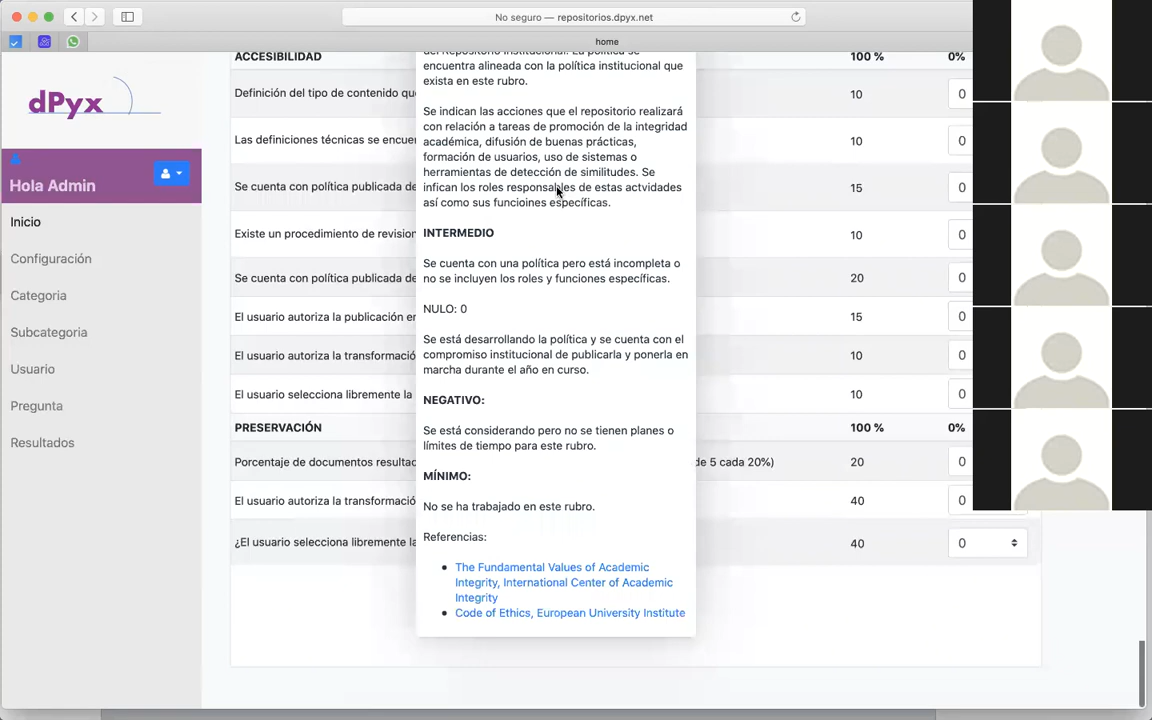 No seguro — repositorios.dpyx.net
home
dPyx
Hola Admin
Inicio
Configuración
Categoria
Subcategoria
Usuario
Pregunta
Resultados
ACCESIBILIDAD 100 % 0%
Definición del tipo de contenido 10 0
Las definiciones técnicas se 10 0
Se cuenta con política publicada de 15 0
Existe un procedimiento de 10 0
Se cuenta con política publicada de 20 0
El usuario autoriza la publicación 15 0
El usuario autoriza la 10 0
El usuario selecciona libremente la 10 0
PRESERVACIÓN 100 % 0%
Porcentaje de documentos de 5 cada 20%) 20 0
El usuario autoriza la 40 0
¿El usuario selecciona libremente 40 0
del Repositorio Institucional. La política se
encuentra alineada con la política institucional que
exista en este rubro.
Se indican las acciones que el repositorio realizará
con relación a tareas de promoción de la integridad
académica, difusión de buenas prácticas,
formación de usuarios, uso de sistemas o
herramientas de detección de similitudes. Se
infican los roles responsables de estas actvidades
así como sus funcioines específicas.
INTERMEDIO
Se cuenta con una política pero está incompleta o
no se incluyen los roles y funciones específicas.
NULO: 0
Se está desarrollando la política y se cuenta con el
compromiso institucional de publicarla y ponerla en
marcha durante el año en curso.
NEGATIVO:
Se está considerando pero no se tienen planes o
límites de tiempo para este rubro.
MÍNIMO:
No se ha trabajado en este rubro.
Referencias:
The Fundamental Values of Academic
Integrity, International Center of Academic
Integrity
Code of Ethics, European University Institute